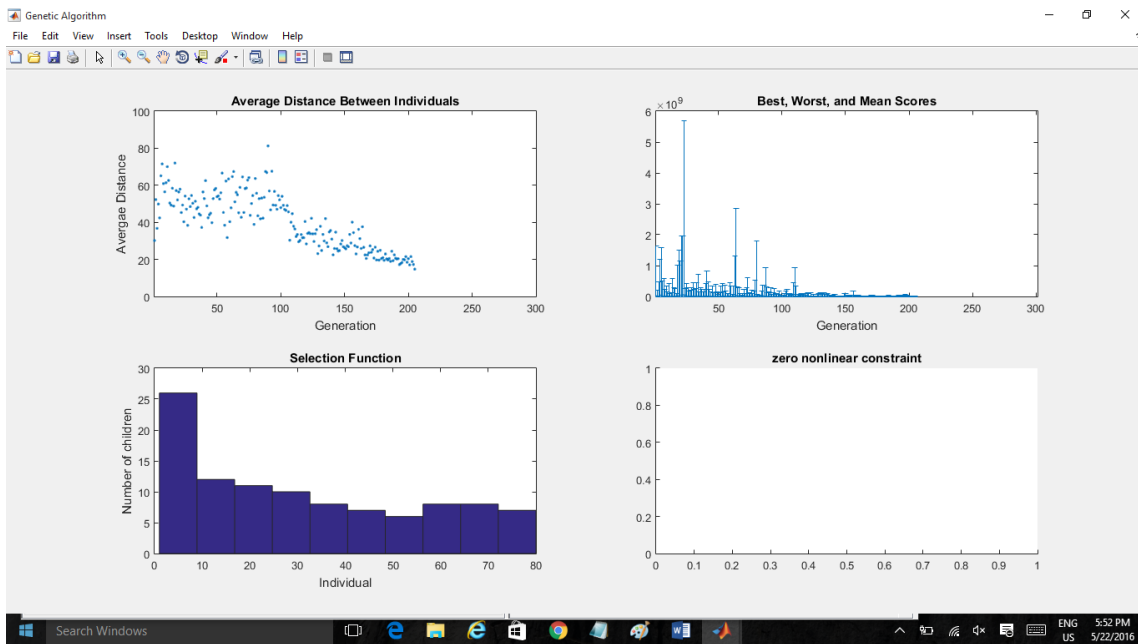 Genetic Algorithm
File Edit View Insert Tools Desktop Window Help
Average Distance Between Individuals
100
80
60
40
20
0
Avergae Distance
50 100 150 200 250 300
Generation
Best, Worst, and Mean Scores
× 10^9
6
5
4
3
2
1
0
50 100 150 200 250 300
Generation
Selection Function
30
25
20
15
10
5
0
Number of children
0 10 20 30 40 50 60 70 80
Individual
zero nonlinear constraint
1
0.8
0.6
0.4
0.2
0
0 0.1 0.2 0.3 0.4 0.5 0.6 0.7 0.8 0.9 1
Search Windows
ENG
US
5:52 PM
5/22/2016